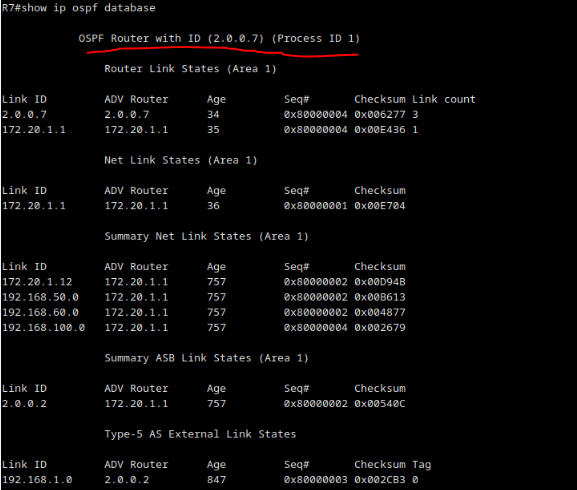 R7#show ip ospf database
OSPF Router with ID (2.0.0.7) (Process ID 1)
Router Link States (Area 1)
Link ID ADV Router Age Seq# Checksum Link count
2.0.0.7 2.0.0.7 34 0x80000004 0x006277 3
172.20.1.1 172.20.1.1 35 0x80000004 0x00E436 1
Net Link States (Area 1)
Link ID ADV Router Age Seq# Checksum
172.20.1.1 172.20.1.1 36 0x80000001 0x00E704
Summary Net Link States (Area 1)
Link ID ADV Router Age Seq# Checksum
172.20.1.12 172.20.1.1 757 0x80000002 0x00D94B
192.168.50.0 172.20.1.1 757 0x80000002 0x00B613
192.168.60.0 172.20.1.1 757 0x80000002 0x004877
192.168.100.0 172.20.1.1 757 0x80000004 0x002679
Summary ASB Link States (Area 1)
Link ID ADV Router Age Seq# Checksum
2.0.0.2 172.20.1.1 757 0x80000002 0x00540C
Type-5 AS External Link States
Link ID ADV Router Age Seq# Checksum Tag
192.168.1.0 2.0.0.2 847 0x80000003 0x002CB3 0